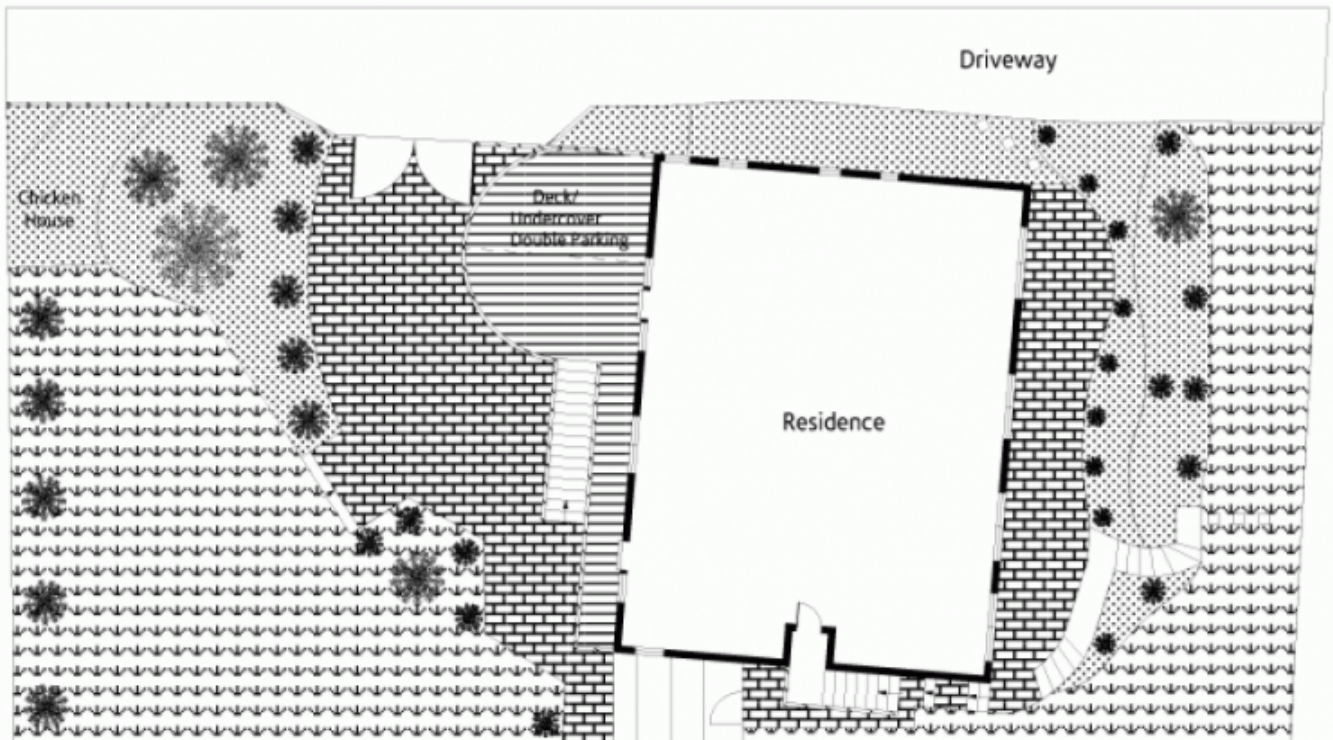 Driveway
Chicken
House
Deck/
Undercover
Double Parking
Residence